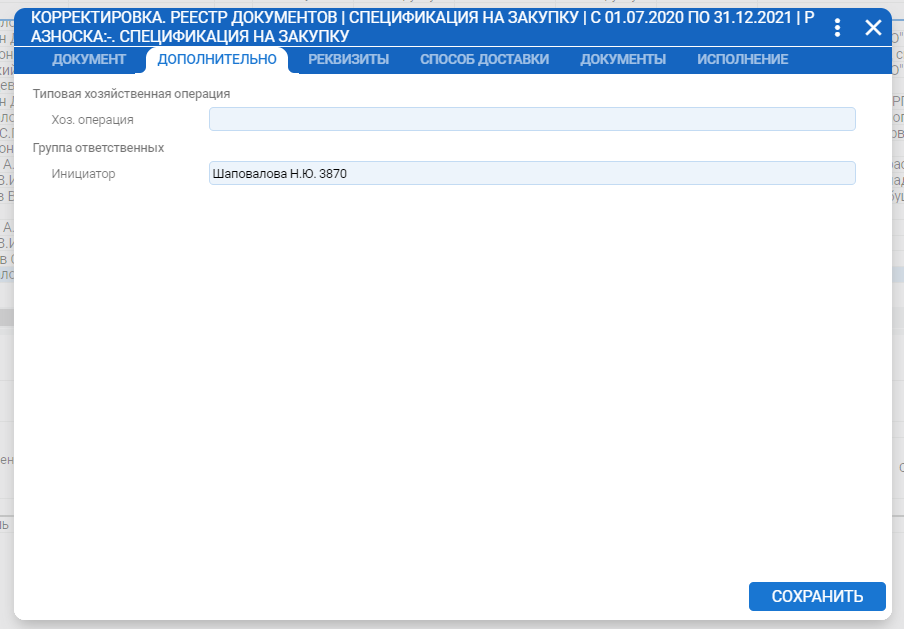 КОРРЕКТИРОВКА. РЕЕСТР ДОКУМЕНТОВ | СПЕЦИФИКАЦИЯ НА ЗАКУПКУ | С 01.07.2020 ПО 31.12.2021 | Р
АЗНОСКА:-. СПЕЦИФИКАЦИЯ НА ЗАКУПКУ
ДОКУМЕНТ ДОПОЛНИТЕЛЬНО РЕКВИЗИТЫ СПОСОБ ДОСТАВКИ ДОКУМЕНТЫ ИСПОЛНЕНИЕ
Типовая хозяйственная операция
Хоз. операция
Группа ответственных
Инициатор Шаповалова Н.Ю. 3870
СОХРАНИТЬ